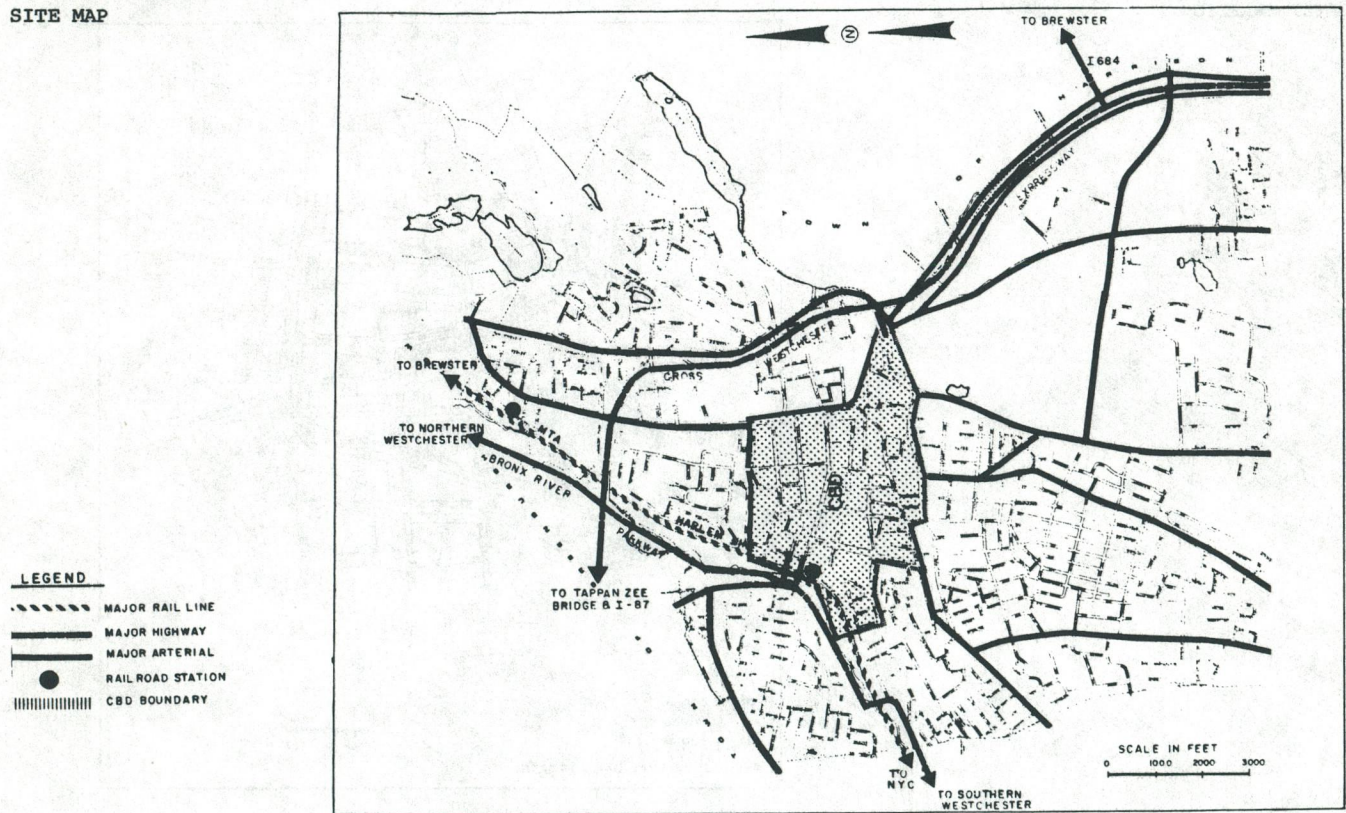 SITE MAP
N
TO BREWSTER
I 684
EXPRESSWAY
TOWN
WESTCHESTER
CROSS
TO BREWSTER
MTA
TO NORTHERN
WESTCHESTER
BRONX RIVER
PARKWAY
HARLEM
CBD
TO TAPPAN ZEE
BRIDGE & I-87
TO
NYC
TO SOUTHERN
WESTCHESTER
SCALE IN FEET
0 1000 2000 3000
LEGEND
MAJOR RAIL LINE
MAJOR HIGHWAY
MAJOR ARTERIAL
RAILROAD STATION
CBD BOUNDARY